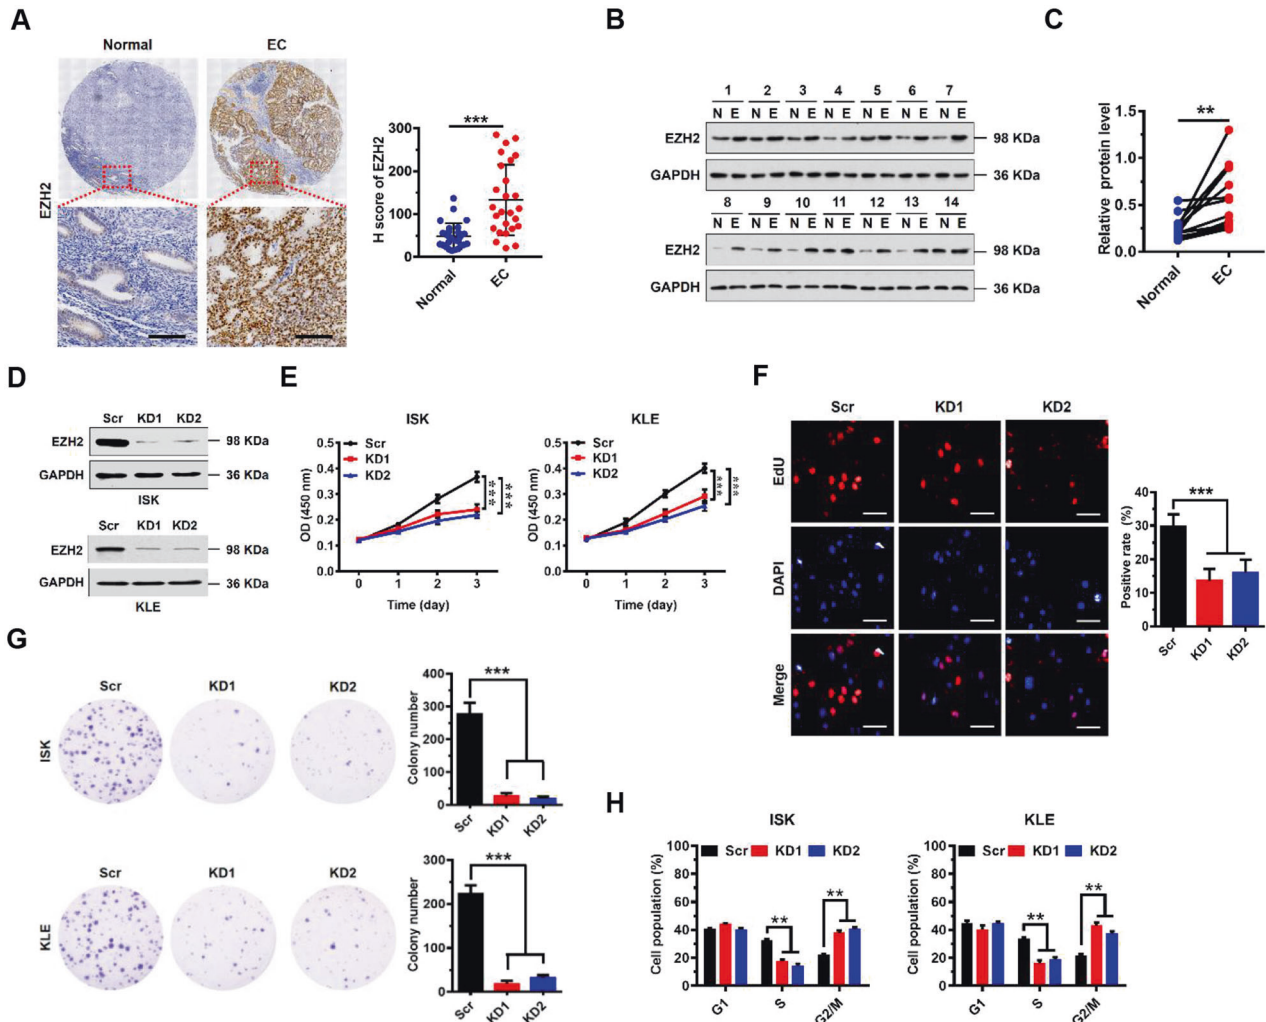 A
Normal
EC
EZH2
***
H score of EZH2
300
200
100
0
Normal
EC
B
1 2 3 4 5 6 7
N E N E N E N E N E N E N E
EZH2
98 KDa
GAPDH
36 KDa
8 9 10 11 12 13 14
N E N E N E N E N E N E N E
EZH2
98 KDa
GAPDH
36 KDa
C
**
Relative protein level
1.5
1.0
0.5
0.0
Normal
EC
D
Scr KD1 KD2
EZH2
98 KDa
GAPDH
36 KDa
ISK
Scr KD1 KD2
EZH2
98 KDa
GAPDH
36 KDa
KLE
E
ISK
OD (450 nm)
0.5
0.4
0.3
0.2
0.1
0.0
Scr
KD1
KD2
***
***
0 1 2 3
Time (day)
KLE
OD (450 nm)
0.5
0.4
0.3
0.2
0.1
0.0
Scr
KD1
KD2
***
***
0 1 2 3
Time (day)
F
Scr KD1 KD2
EdU
DAPI
Merge
Positive rate (%)
40
30
20
10
0
***
Scr
KD1
KD2
G
Scr KD1 KD2
ISK
Colony number
400
300
200
100
0
***
Scr
KD1
KD2
Scr KD1 KD2
KLE
Colony number
300
200
100
0
***
Scr
KD1
KD2
H
ISK
Cell population (%)
100
80
60
40
20
0
Scr KD1 KD2
**
**
G1
S
G2/M
KLE
Cell population (%)
100
80
60
40
20
0
Scr KD1 KD2
**
**
G1
S
G2/M